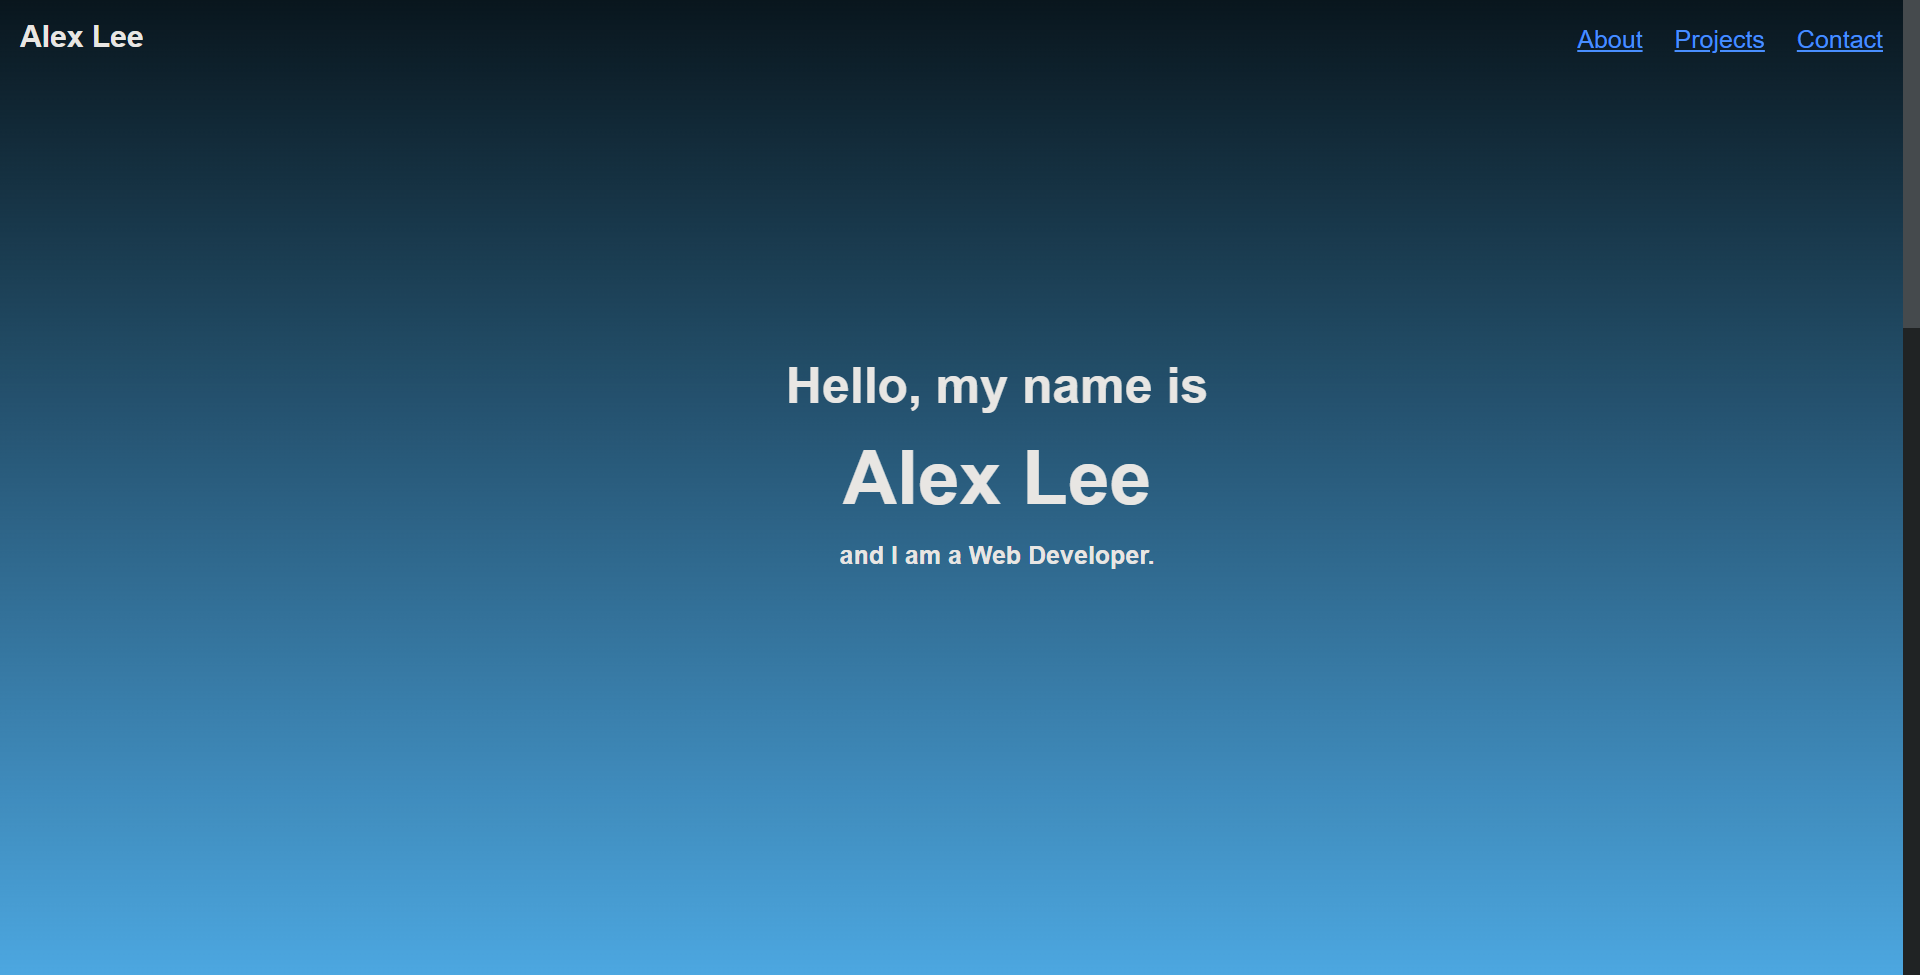 Alex Lee
About Projects Contact
Hello, my name is
Alex Lee
and I am a Web Developer.